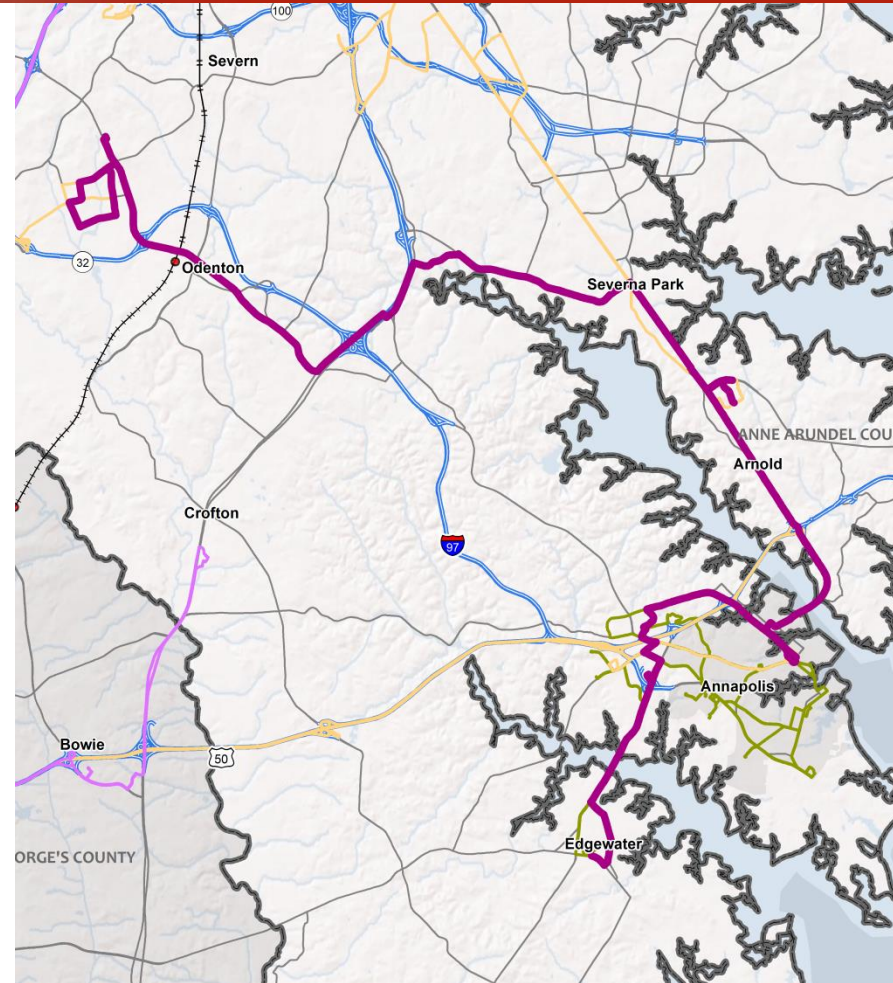 100
Severn
32
Odenton
Severna Park
ANNE ARUNDEL COU
Arnold
Crofton
97
Annapolis
Bowie
50
Edgewater
ORGE'S COUNTY